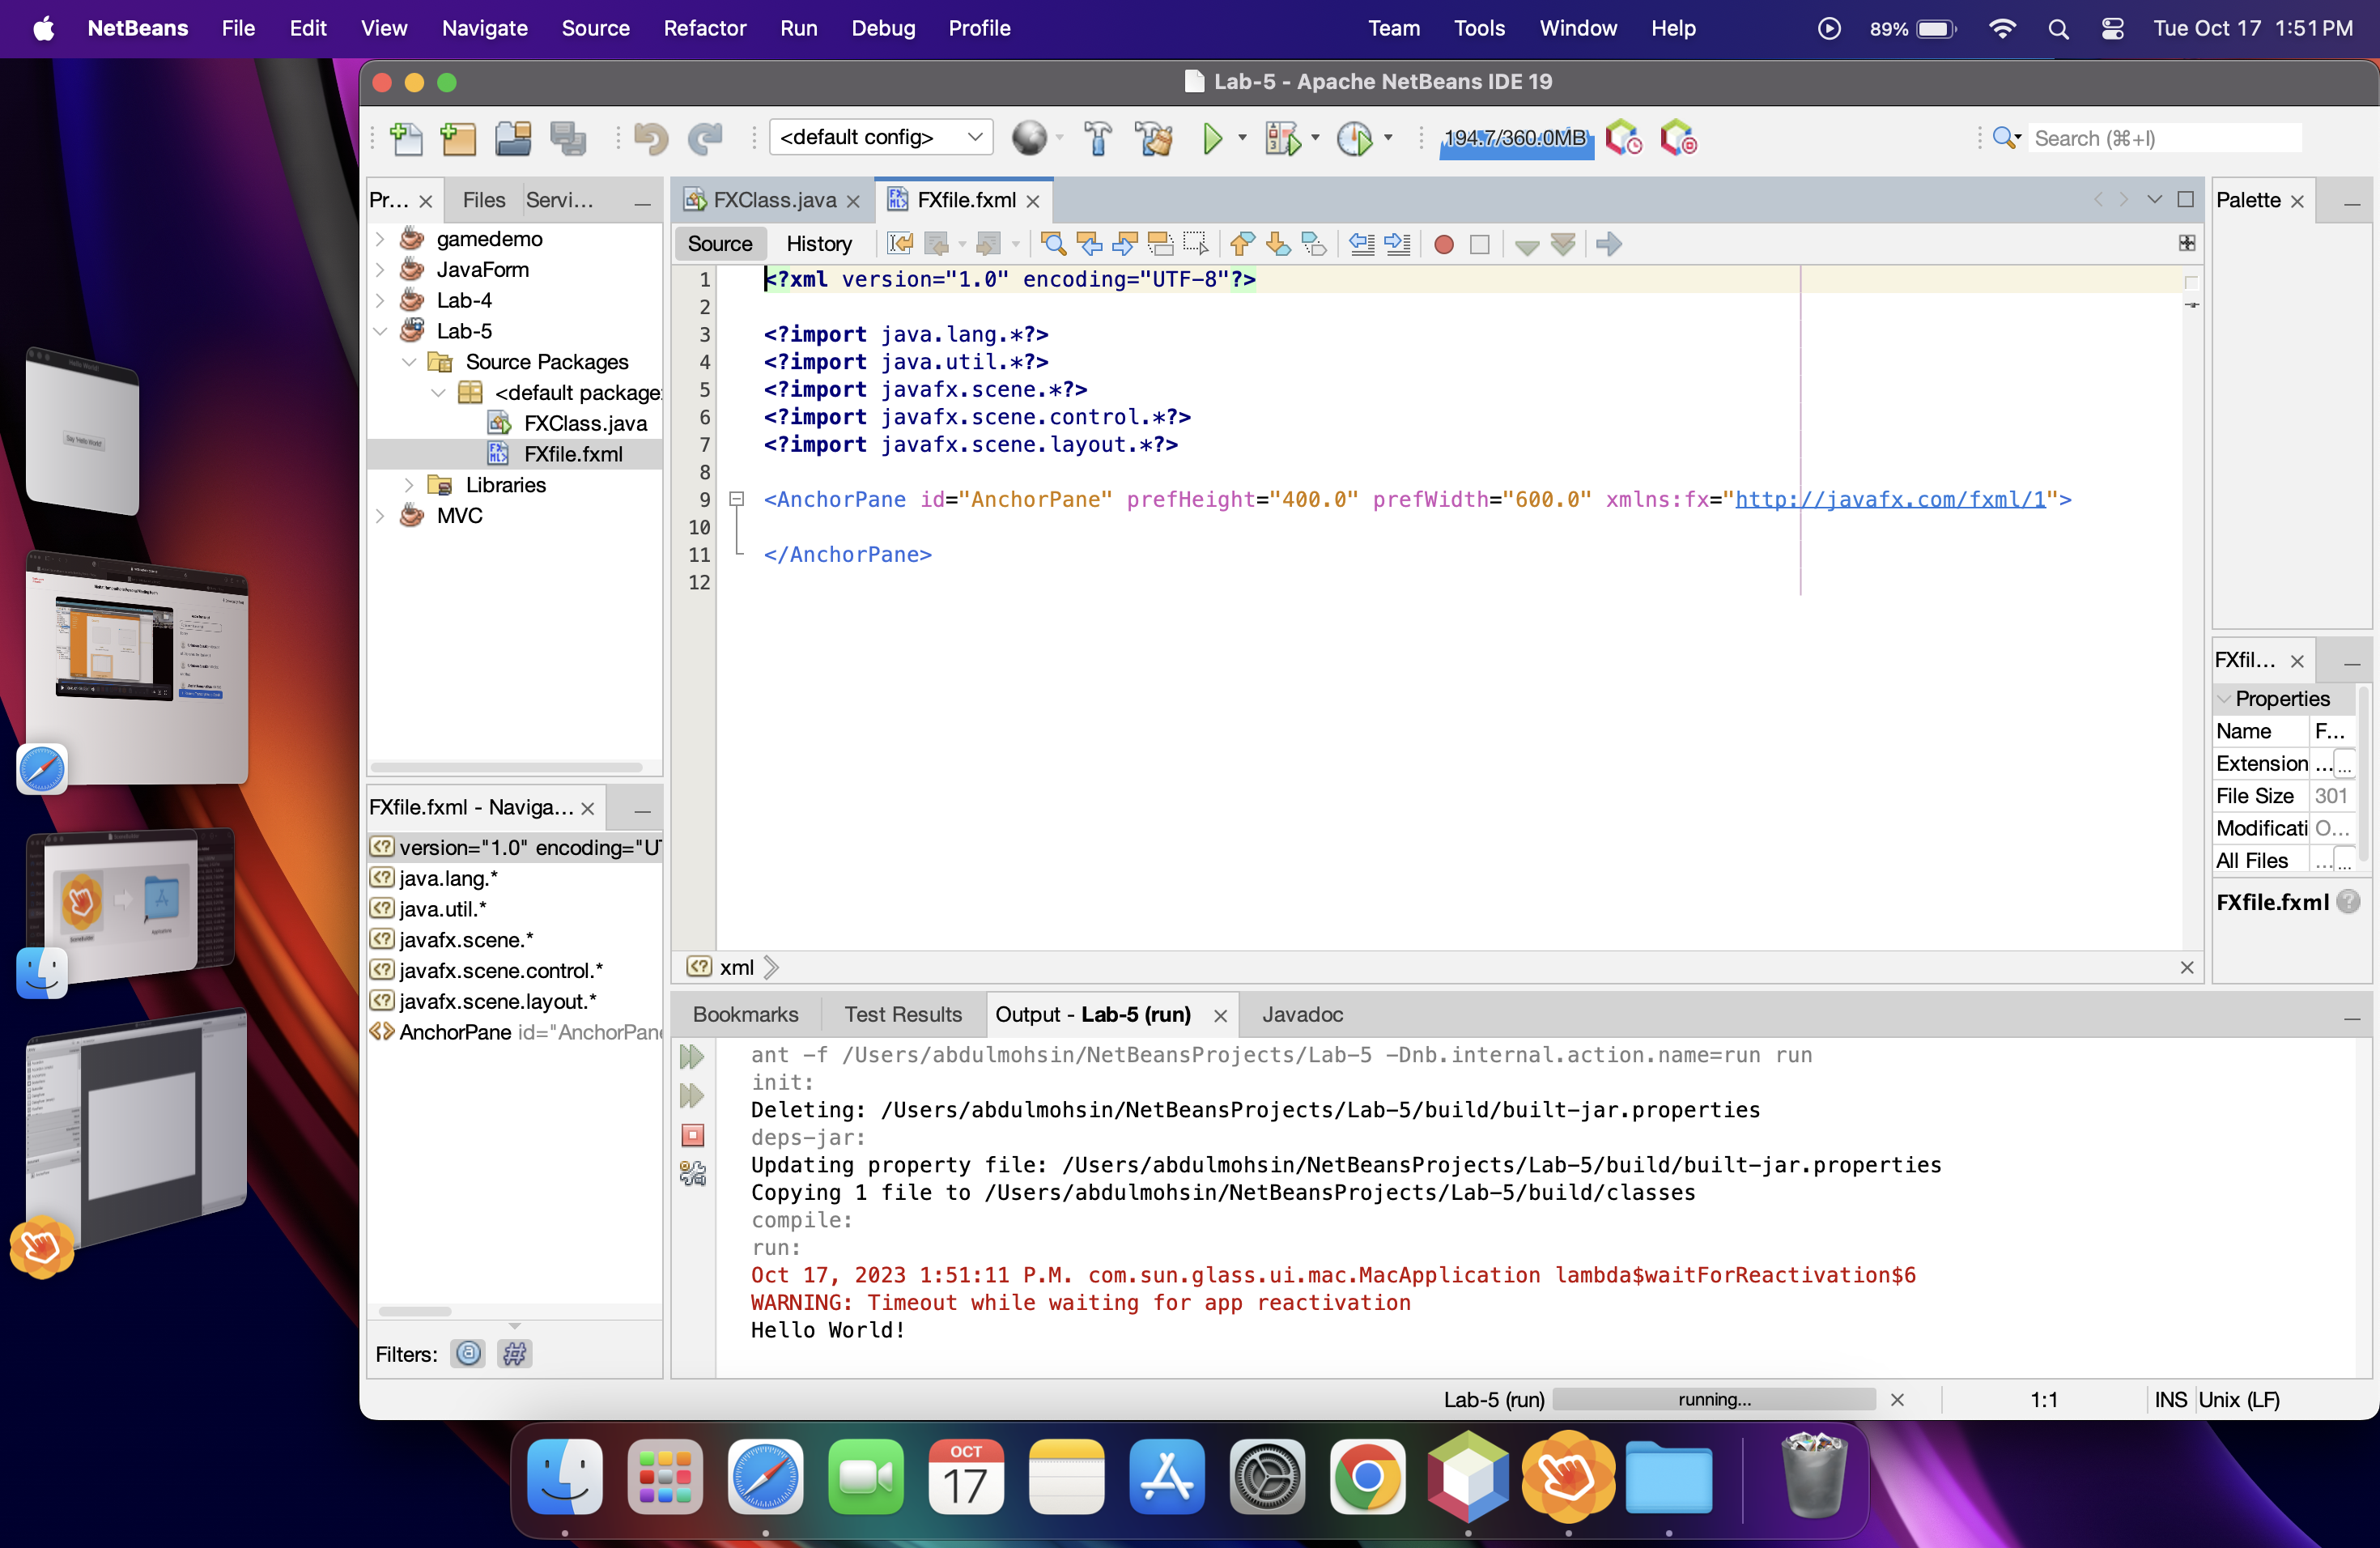 NetBeans File Edit View Navigate Source Refactor Run Debug Profile Team Tools Window Help 89% Tue Oct 17 1:51 PM
Lab-5 - Apache NetBeans IDE 19
<default config> 194.7/360.0MB Search (⌘+I)
Pr... Files Servi...
gamedemo
JavaForm
Lab-4
Lab-5
Source Packages
<default package
FXClass.java
FXfile.fxml
Libraries
MVC
FXClass.java FXfile.fxml
Source History
1 <?xml version="1.0" encoding="UTF-8"?>
2
3 <?import java.lang.*?>
4 <?import java.util.*?>
5 <?import javafx.scene.*?>
6 <?import javafx.scene.control.*?>
7 <?import javafx.scene.layout.*?>
8
9 <AnchorPane id="AnchorPane" prefHeight="400.0" prefWidth="600.0" xmlns:fx="http://javafx.com/fxml/1">
10
11 </AnchorPane>
12
xml
Palette
FXfil...
Properties
Name F...
Extension ... ...
File Size 301
Modificati O...
All Files ... ...
FXfile.fxml
FXfile.fxml - Naviga...
version="1.0" encoding="UT
java.lang.*
java.util.*
javafx.scene.*
javafx.scene.control.*
javafx.scene.layout.*
AnchorPane id="AnchorPane
Filters:
Bookmarks Test Results Output - Lab-5 (run) Javadoc
ant -f /Users/abdulmohsin/NetBeansProjects/Lab-5 -Dnb.internal.action.name=run run
init:
Deleting: /Users/abdulmohsin/NetBeansProjects/Lab-5/build/built-jar.properties
deps-jar:
Updating property file: /Users/abdulmohsin/NetBeansProjects/Lab-5/build/built-jar.properties
Copying 1 file to /Users/abdulmohsin/NetBeansProjects/Lab-5/build/classes
compile:
run:
Oct 17, 2023 1:51:11 P.M. com.sun.glass.ui.mac.MacApplication lambda$waitForReactivation$6
WARNING: Timeout while waiting for app reactivation
Hello World!
Lab-5 (run) running... 1:1 INS Unix (LF)
Hello World!
Say 'Hello World'
OCT
17